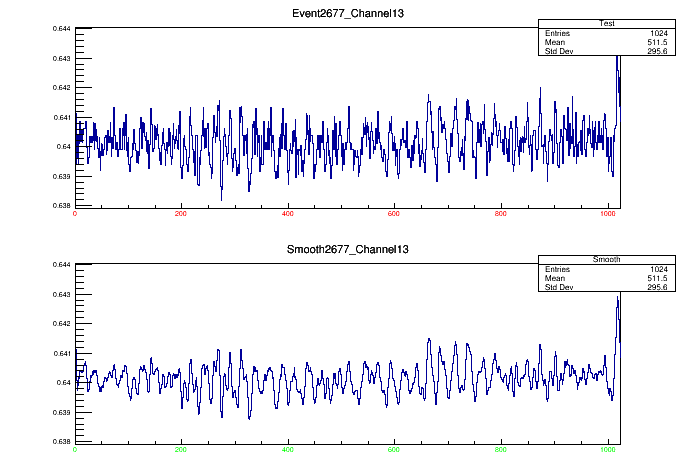 Event2677_Channel13
Test
Entries 1024
Mean 511.5
Std Dev 295.6
0.644
0.643
0.642
0.641
0.64
0.639
0.638
0 200 400 600 800 1000
Smooth2677_Channel13
Smooth
Entries 1024
Mean 511.5
Std Dev 295.6
0.644
0.643
0.642
0.641
0.64
0.639
0.638
0 200 400 600 800 1000